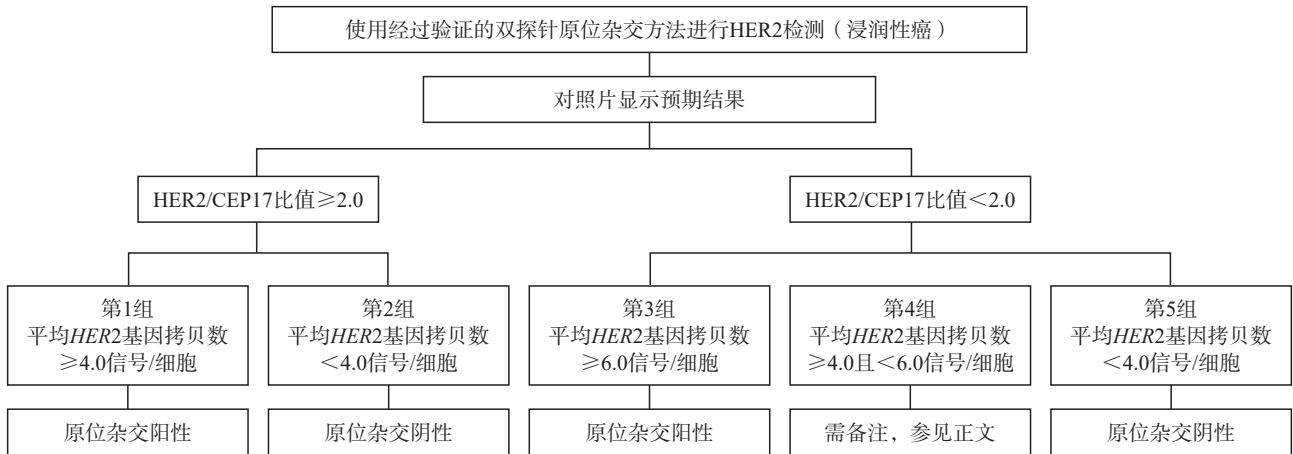 使用经过验证的双探针原位杂交方法进行HER2检测（浸润性癌）
对照片显示预期结果
HER2/CEP17比值≥2.0
HER2/CEP17比值＜2.0
第1组
平均HER2基因拷贝数
≥4.0信号/细胞
第2组
平均HER2基因拷贝数
＜4.0信号/细胞
第3组
平均HER2基因拷贝数
≥6.0信号/细胞
第4组
平均HER2基因拷贝数
≥4.0且＜6.0信号/细胞
第5组
平均HER2基因拷贝数
＜4.0信号/细胞
原位杂交阳性
原位杂交阴性
原位杂交阳性
需备注，参见正文
原位杂交阴性